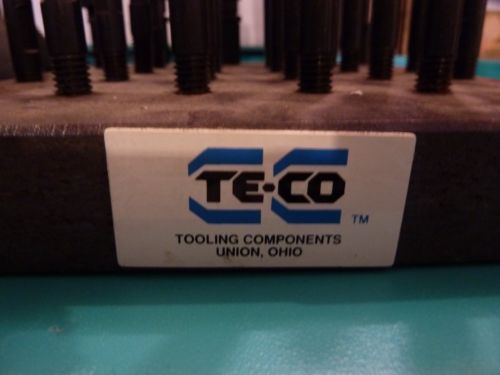 TE-CO
TM
TOOLING COMPONENTS
UNION, OHIO